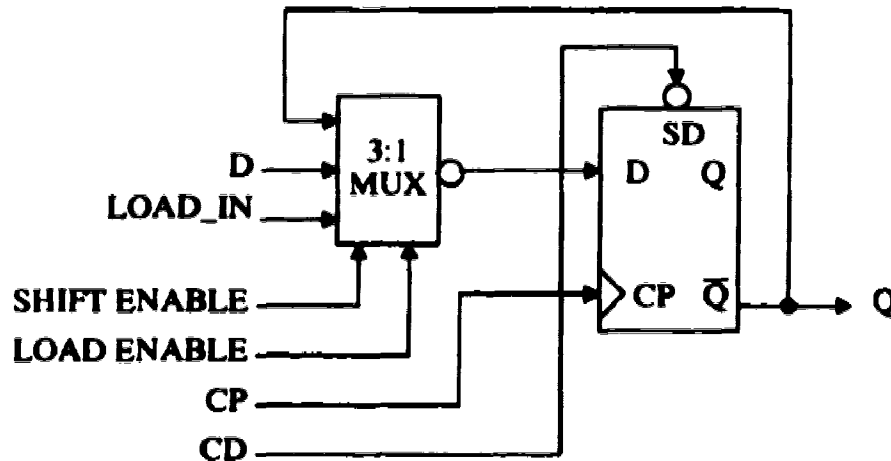 D
LOAD_IN
3:1
MUX
SD
D
Q
CP
Q̅
Q
SHIFT ENABLE
LOAD ENABLE
CP
CD